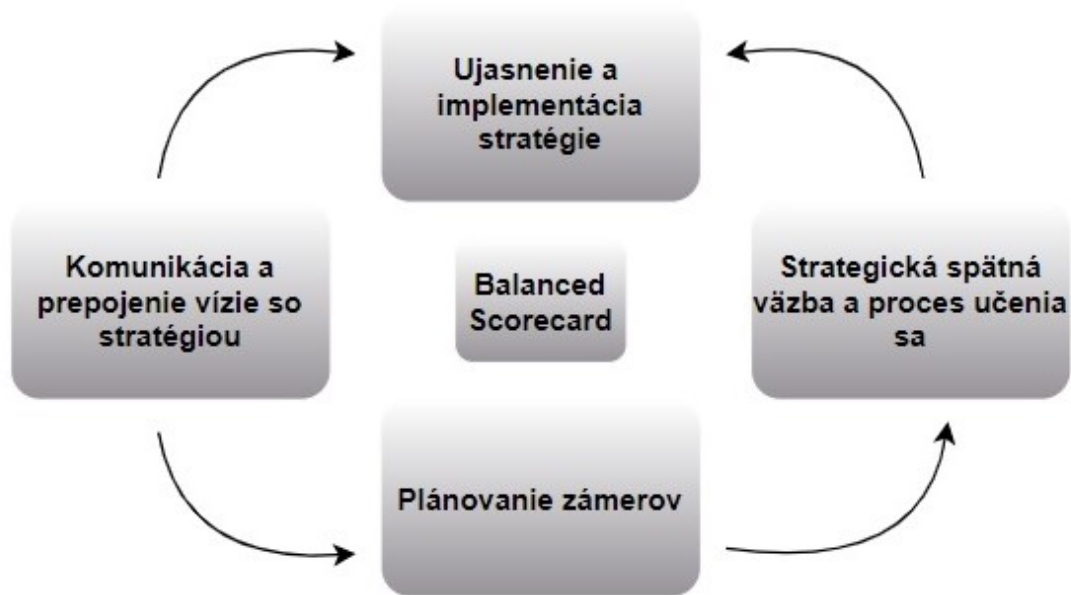 Ujasnenie a
implementácia
stratégie
Komunikácia a
prepojenie vízie so
stratégiou
Balanced
Scorecard
Strategická spätná
väzba a proces učenia
sa
Plánovanie zámerov